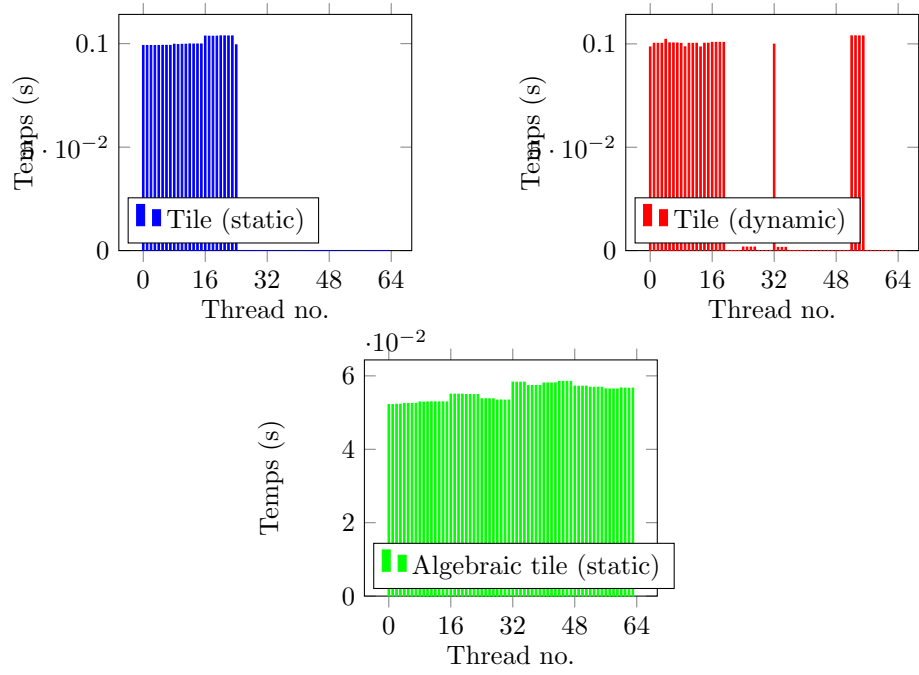 0.1
5 · 10−2
0
Temps (s)
Tile (static)
0 16 32 48 64
Thread no.
0.1
5 · 10−2
0
Temps (s)
Tile (dynamic)
0 16 32 48 64
Thread no.
·10−2
6
4
2
0
Temps (s)
Algebraic tile (static)
0 16 32 48 64
Thread no.